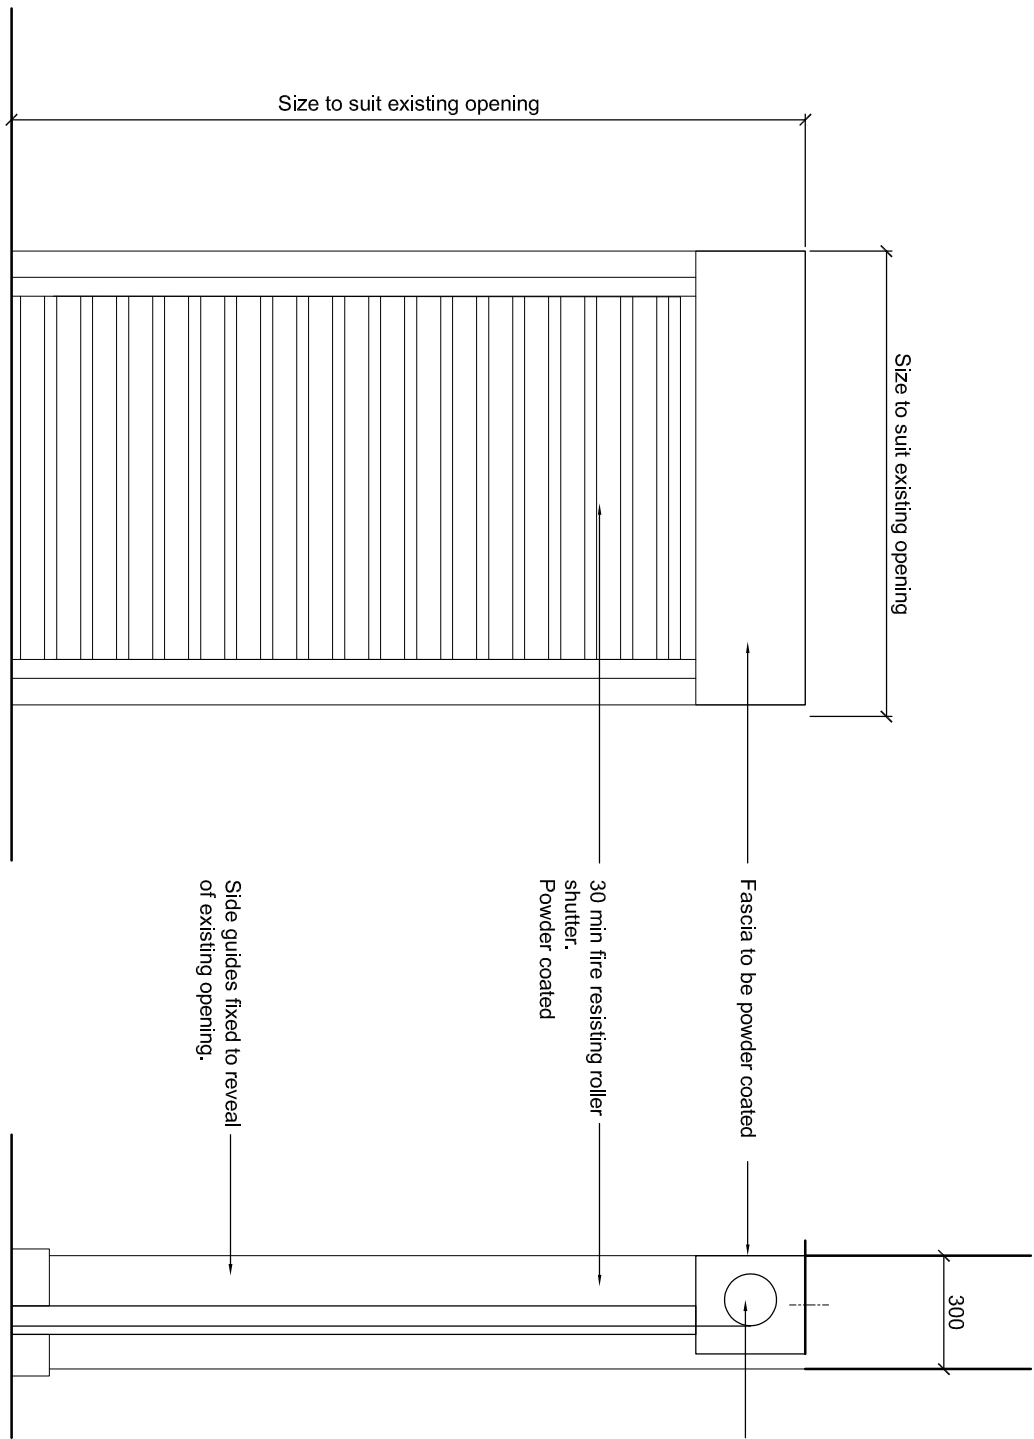 Size to suit existing opening
Size to suit existing opening
Fascia to be powder coated
30 min fire resisting roller
shutter.
Powder coated
Side guides fixed to reveal
of existing opening.
300